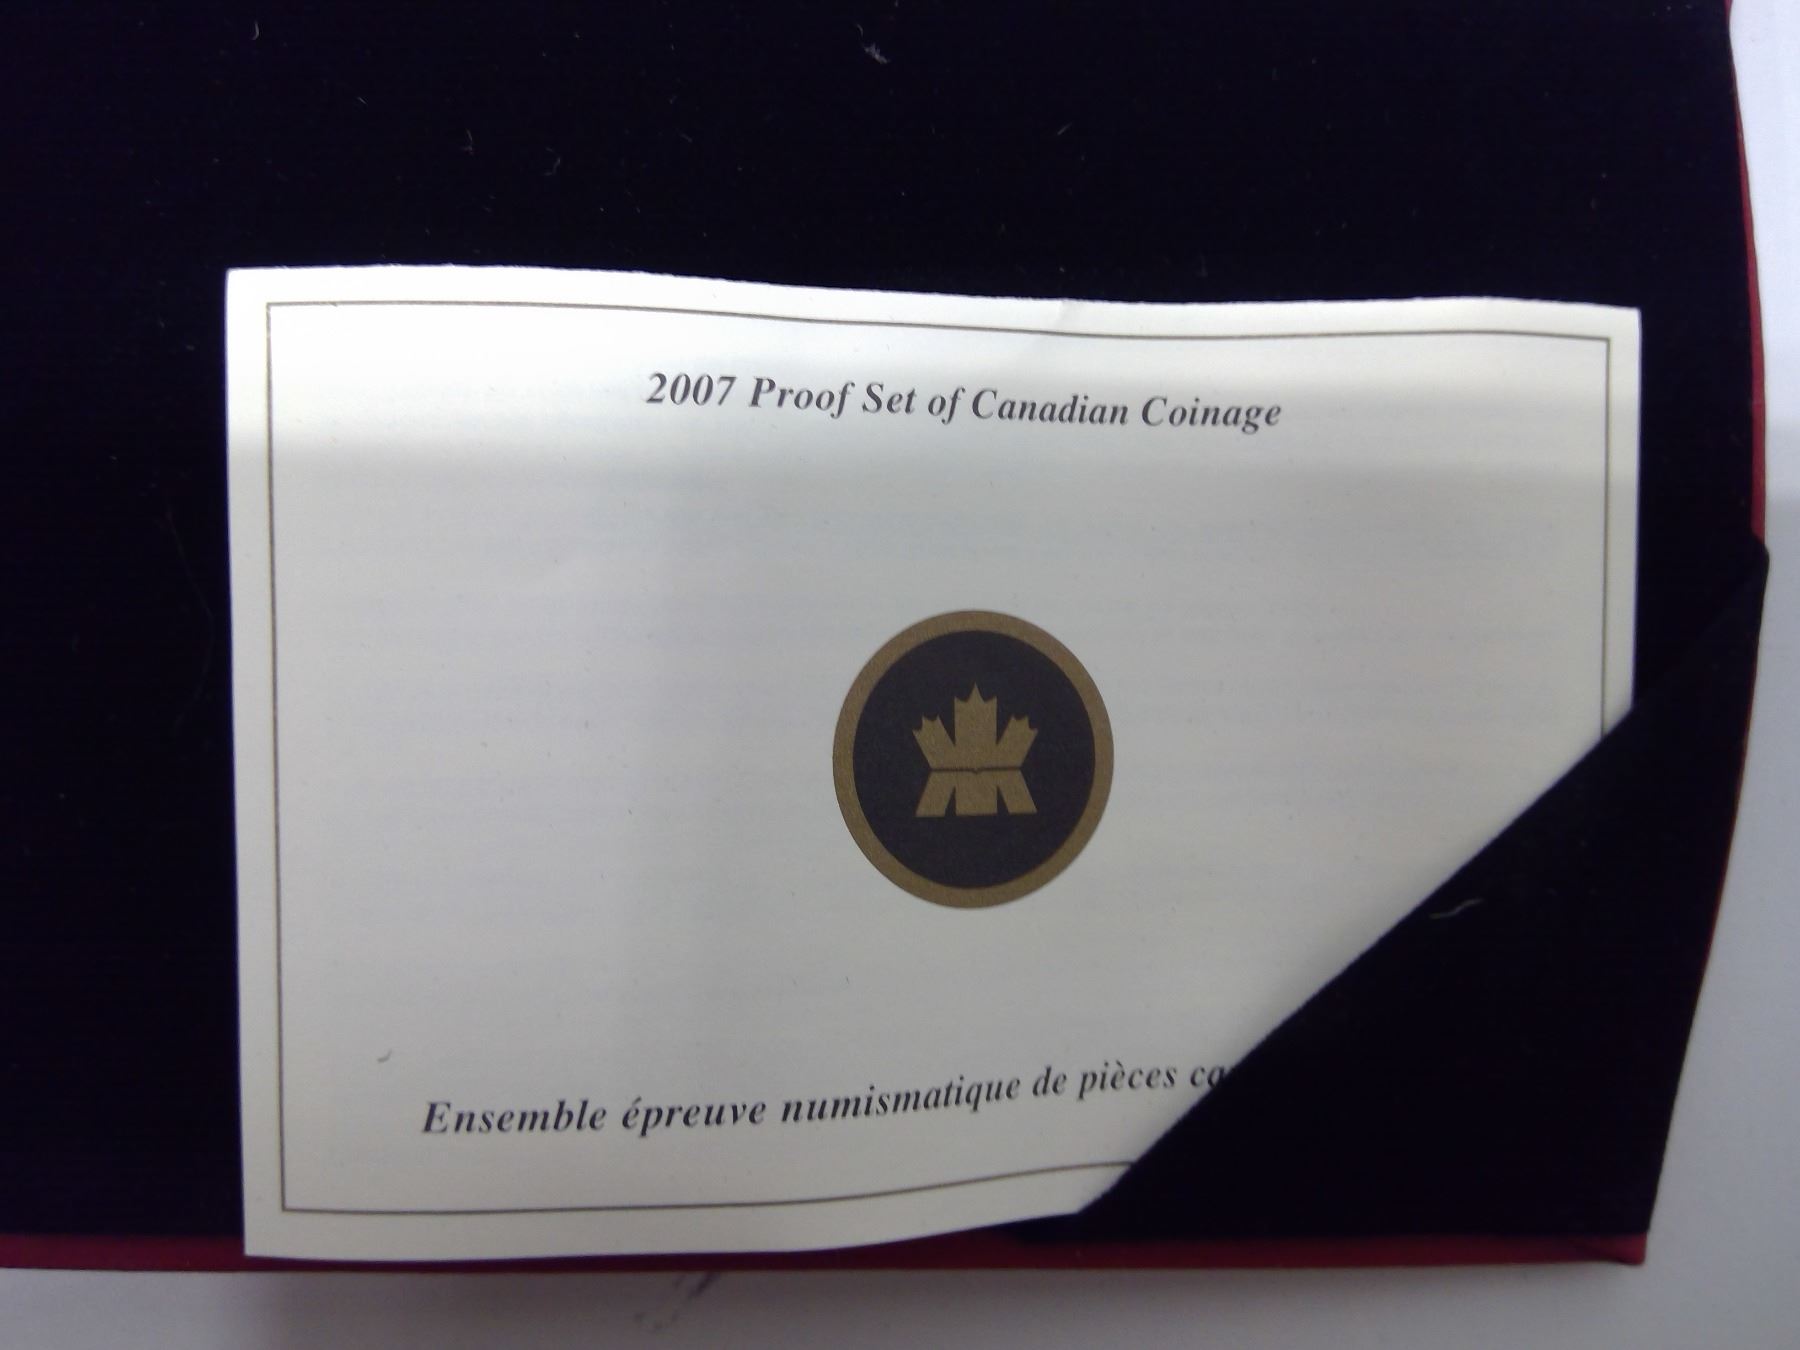 2007 Proof Set of Canadian Coinage
Ensemble épreuve numismatique de pièces